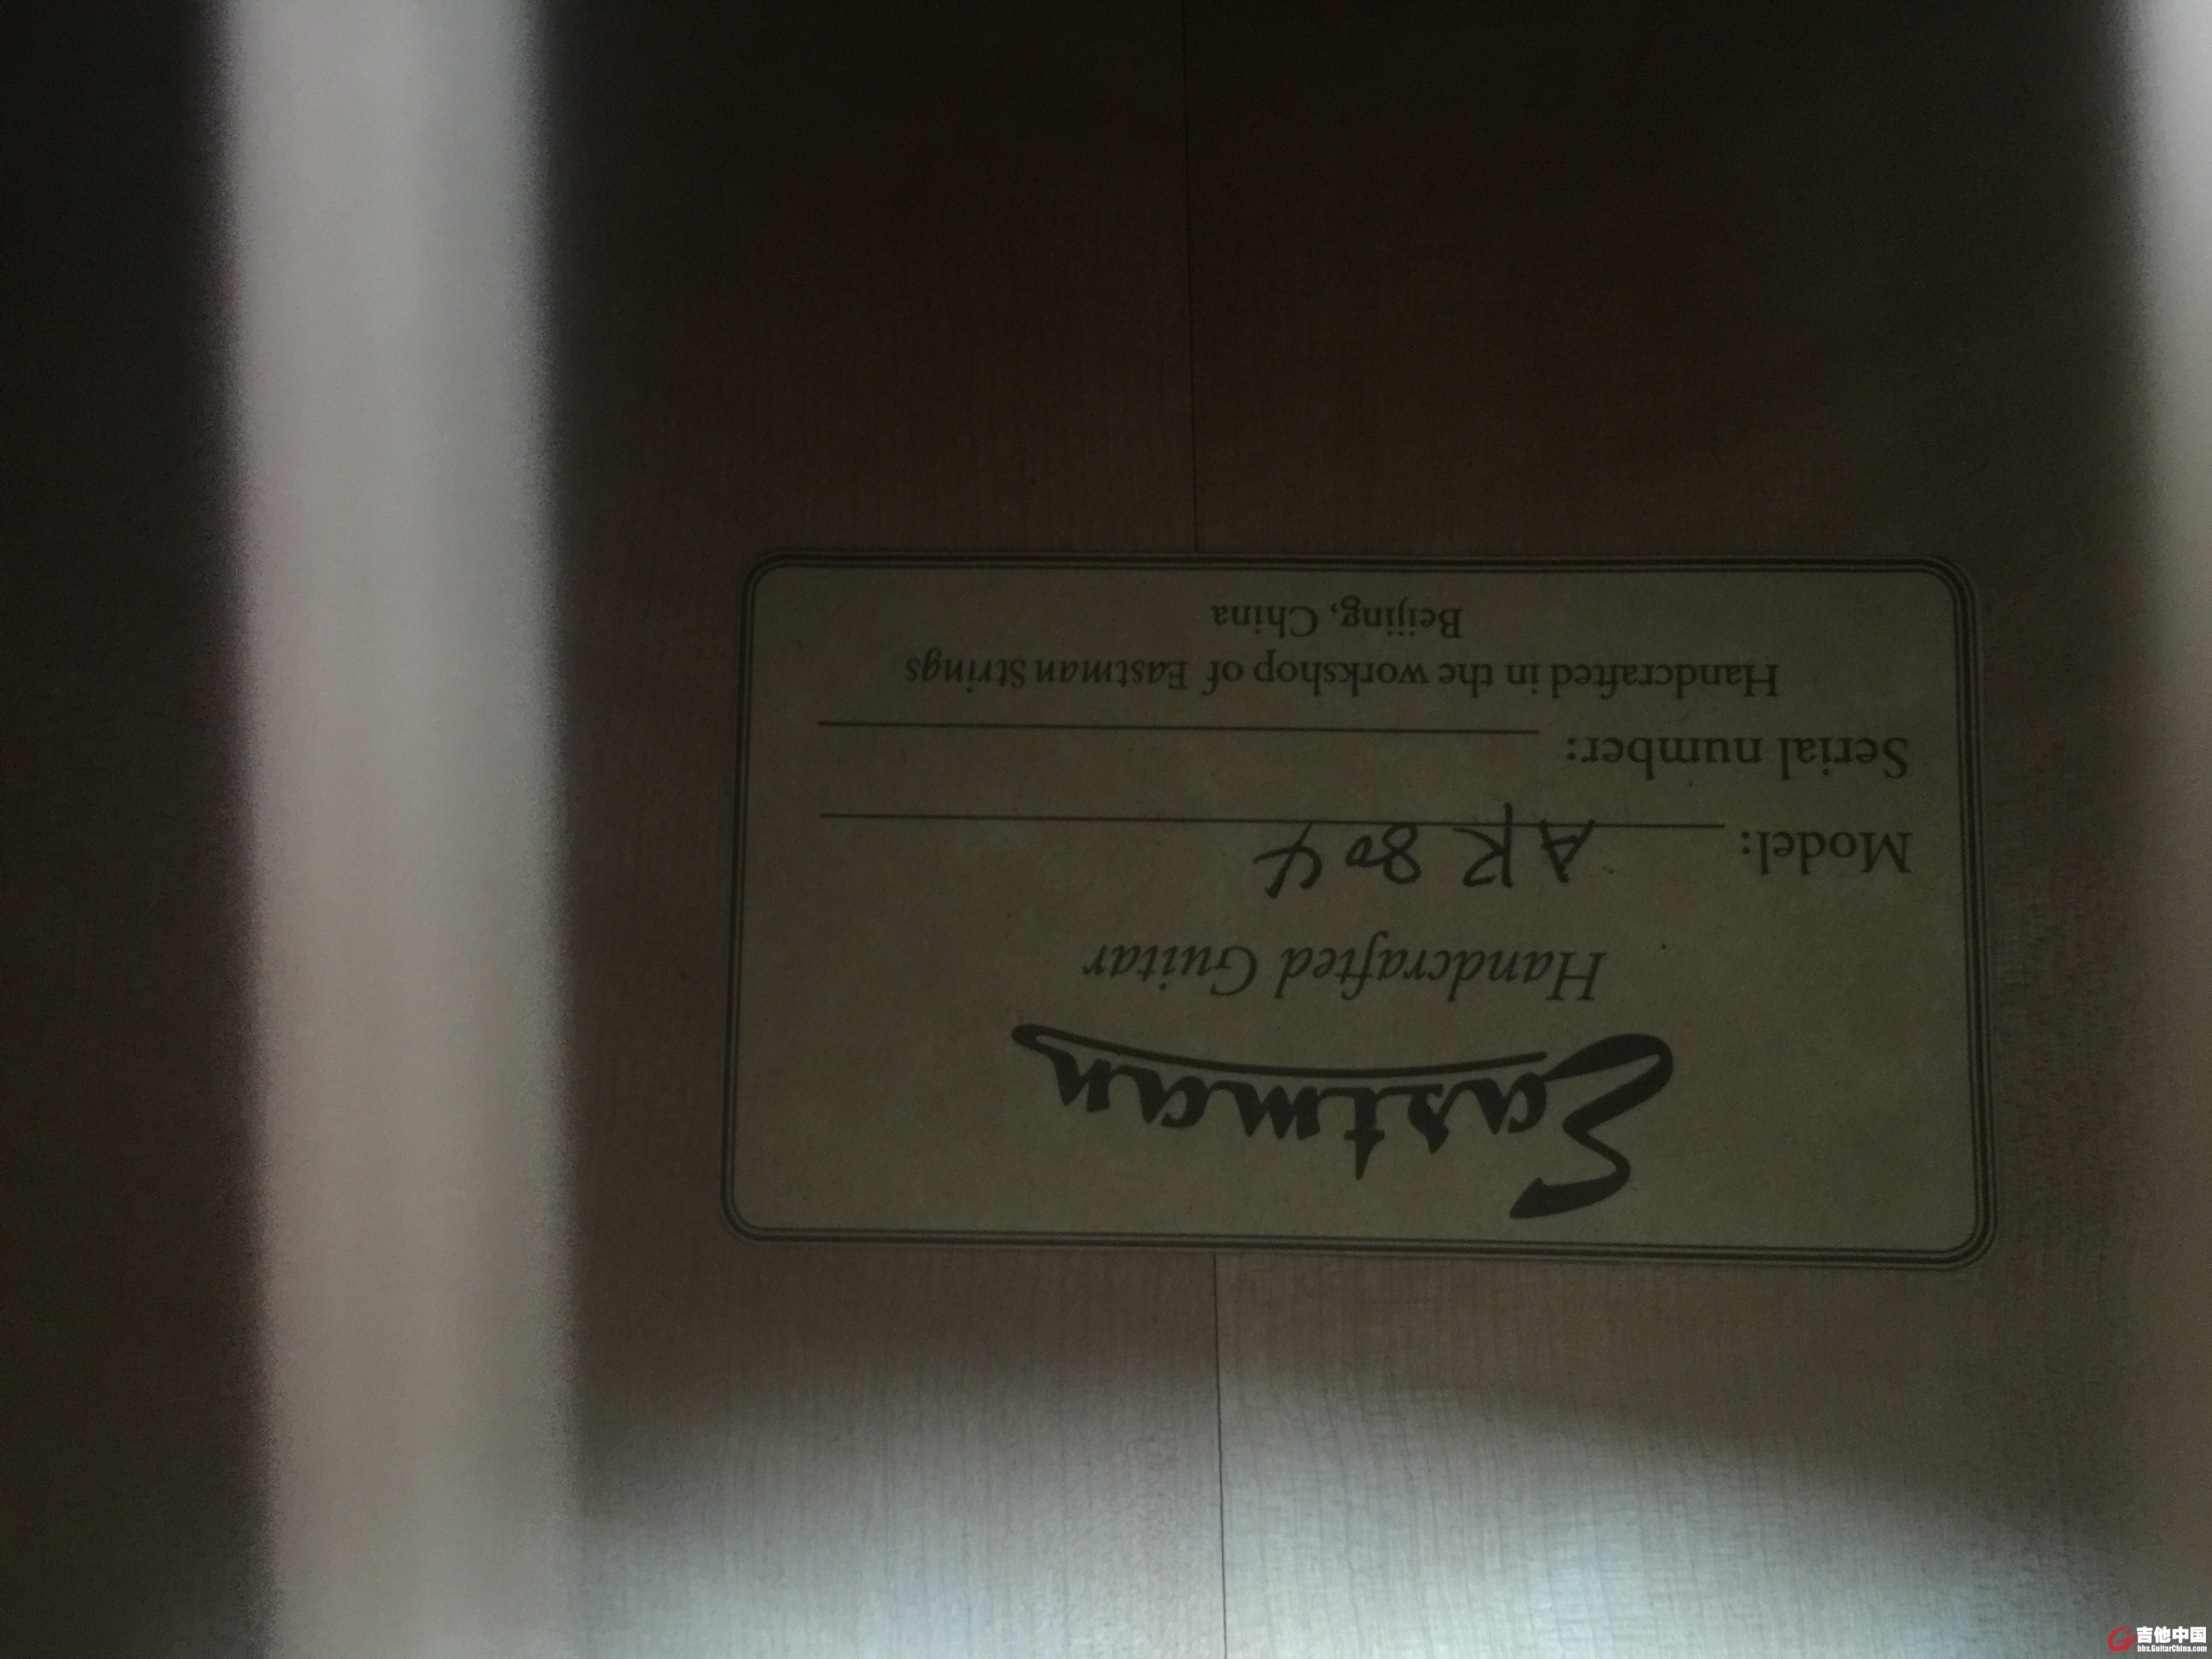 Eastman
Handcrafted Guitar
Model: AR 804
Serial number:
Handcrafted in the workshop of Eastman Strings
Beijing, China
吉他中国
bbs.GuitarChina.com